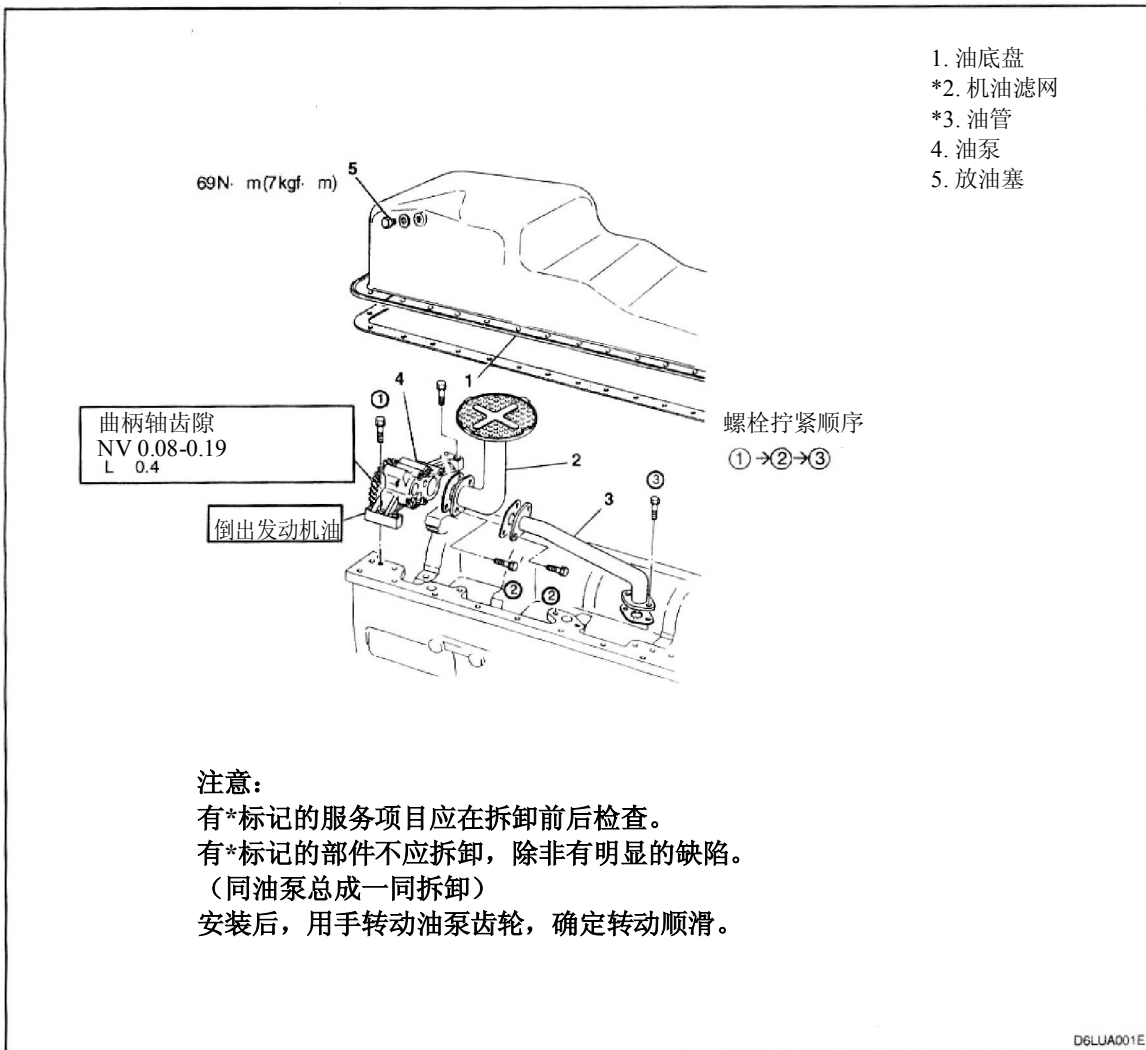 1. 油底盘
*2. 机油滤网
*3. 油管
4. 油泵
5. 放油塞
69N· m(7kgf· m)
5
1
4
①
曲柄轴齿隙
NV 0.08-0.19
L 0.4
倒出发动机油
2
螺栓拧紧顺序
①→②→③
③
3
②
②
注意：
有*标记的服务项目应在拆卸前后检查。
有*标记的部件不应拆卸，除非有明显的缺陷。
（同油泵总成一同拆卸）
安装后，用手转动油泵齿轮，确定转动顺滑。
D6LUA001E